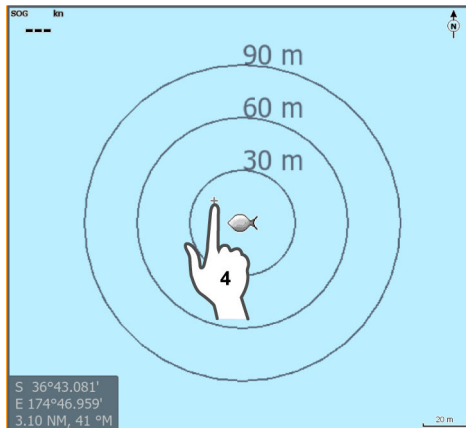 SOG kn
---
N
90 m
60 m
30 m
4
S 36°43.081'
E 174°46.959'
3.10 NM, 41 °M
20 m